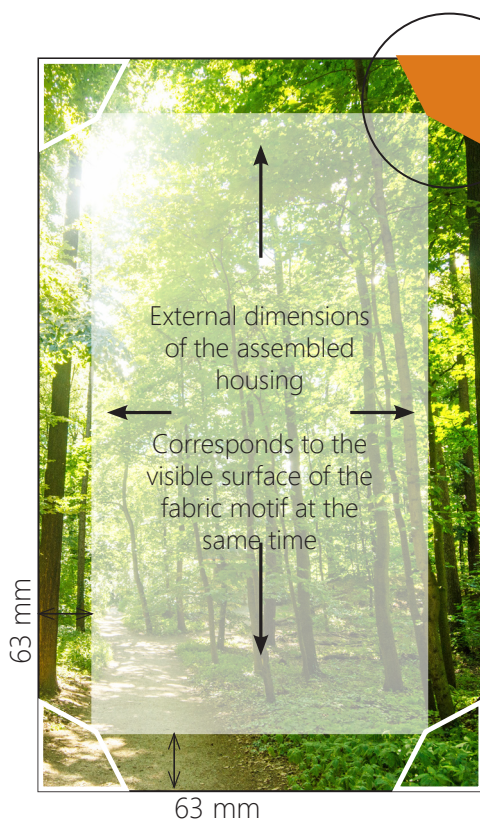 External dimensions
of the assembled
housing
Corresponds to the
visible surface of the
fabric motif at the
same time
63 mm
63 mm